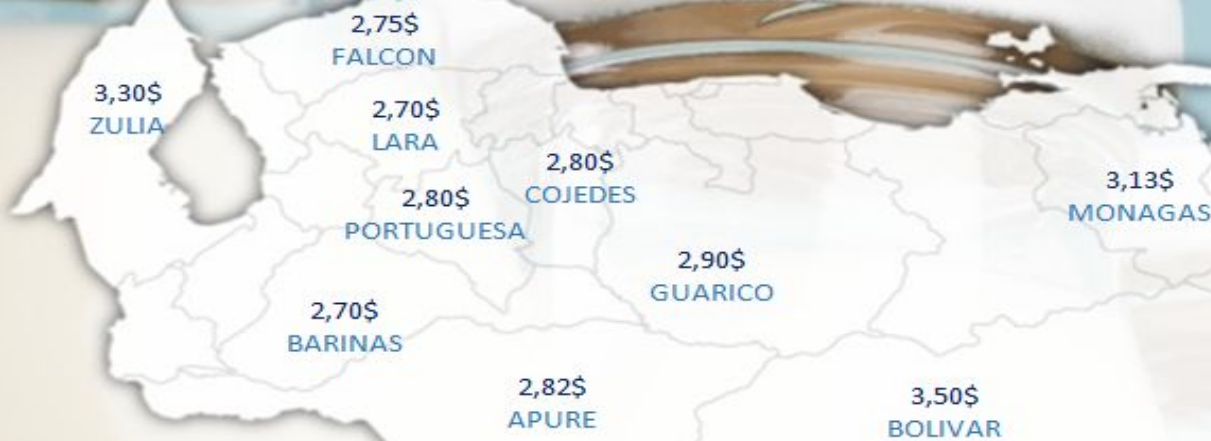 2,75$
FALCON
3,30$
ZULIA
2,70$
LARA
2,80$
COJEDES
2,80$
PORTUGUESA
3,13$
MONAGAS
2,90$
GUARICO
2,70$
BARINAS
2,82$
APURE
3,50$
BOLIVAR